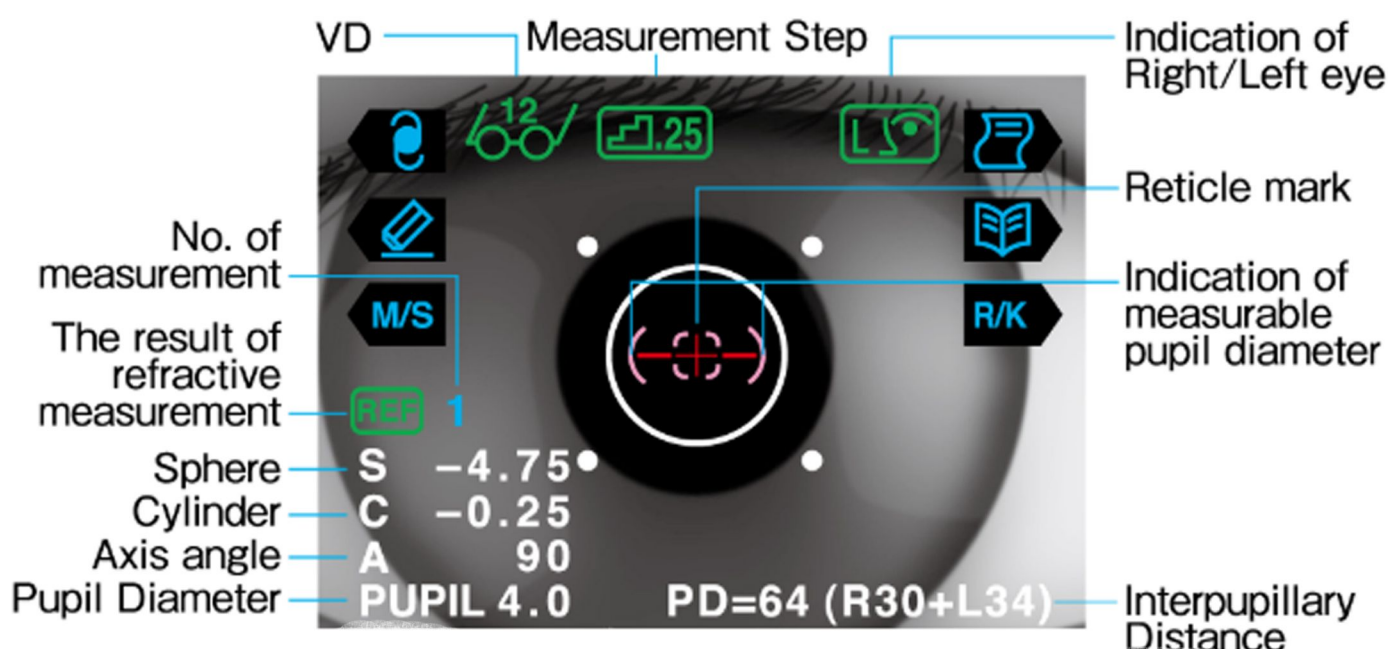 VD
Measurement Step
Indication of
Right/Left eye
12
.25
L
Reticle mark
No. of
measurement
Indication of
measurable
pupil diameter
M/S
R/K
The result of
refractive
measurement
REF 1
Sphere
S -4.75
Cylinder
C -0.25
Axis angle
A 90
Pupil Diameter
PUPIL 4.0
PD=64 (R30+L34)
Interpupillary
Distance